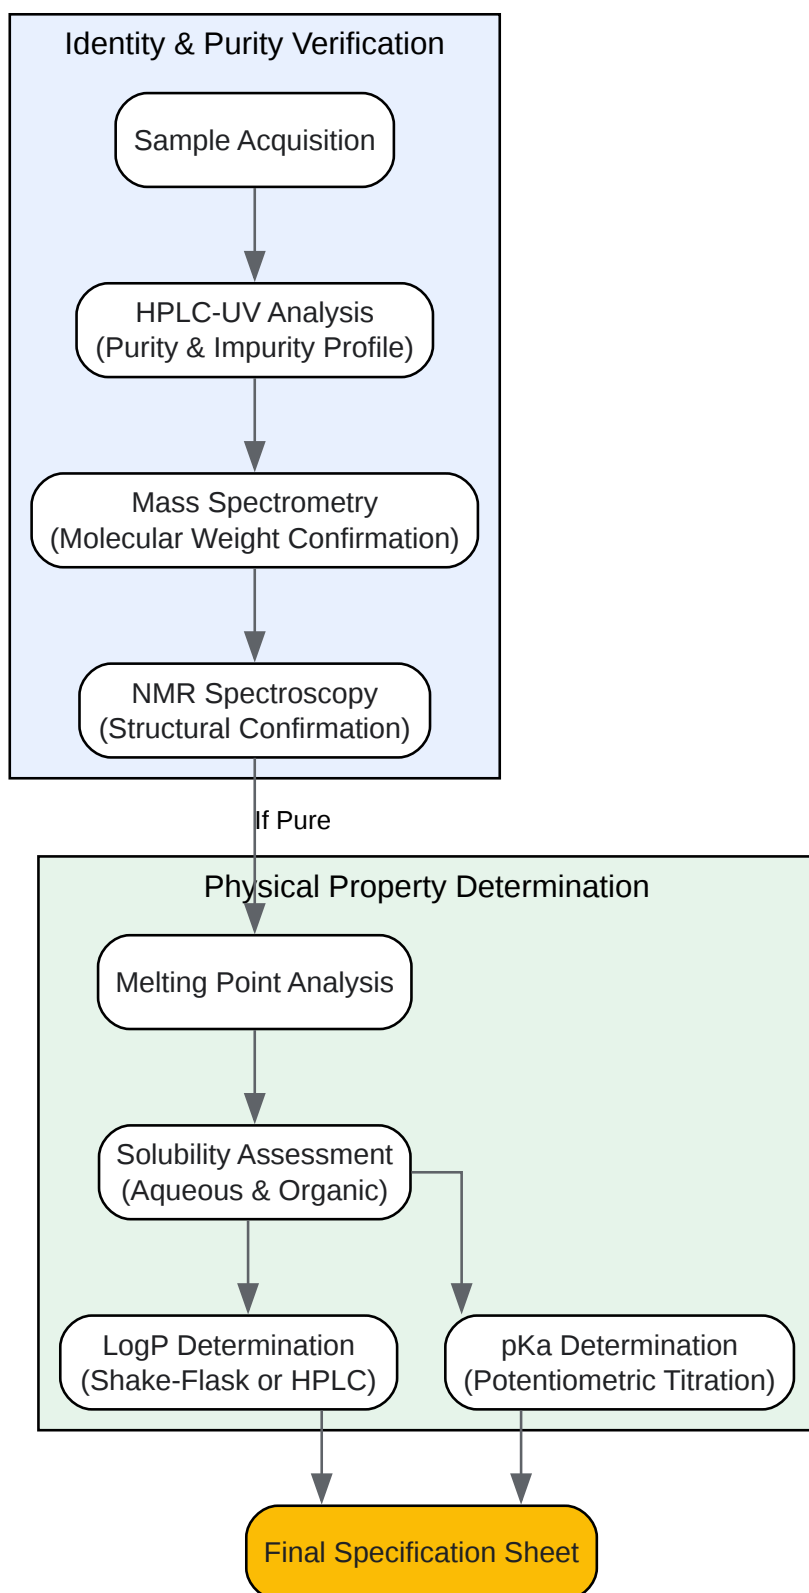 Identity & Purity Verification
Sample Acquisition
HPLC-UV Analysis
(Purity & Impurity Profile)
Mass Spectrometry
(Molecular Weight Confirmation)
NMR Spectroscopy
(Structural Confirmation)
If Pure
Physical Property Determination
Melting Point Analysis
Solubility Assessment
(Aqueous & Organic)
LogP Determination
(Shake-Flask or HPLC)
pKa Determination
(Potentiometric Titration)
Final Specification Sheet